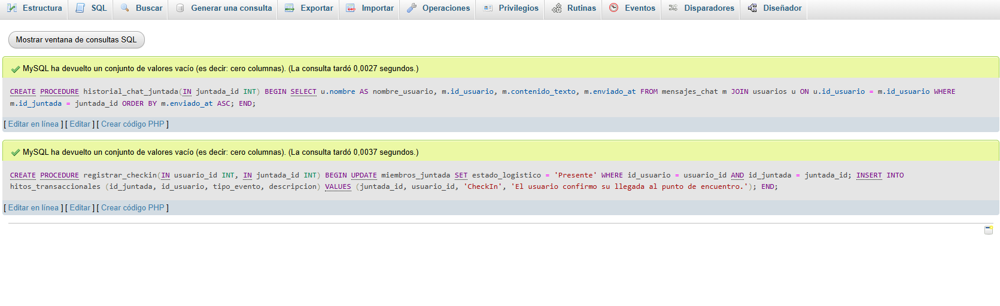 Estructura SQL Buscar Generar una consulta Exportar Importar Operaciones Privilegios Rutinas Eventos Disparadores Diseñador
Mostrar ventana de consultas SQL
MySQL ha devuelto un conjunto de valores vacío (es decir: cero columnas). (La consulta tardó 0,0027 segundos.)
CREATE PROCEDURE historial_chat_juntada(IN juntada_id INT) BEGIN SELECT u.nombre AS nombre_usuario, m.id_usuario, m.contenido_texto, m.enviado_at FROM mensajes_chat m JOIN usuarios u ON u.id_usuario = m.id_usuario WHERE
m.id_juntada = juntada_id ORDER BY m.enviado_at ASC; END;
[ Editar en línea ] [ Editar ] [ Crear código PHP ]
MySQL ha devuelto un conjunto de valores vacío (es decir: cero columnas). (La consulta tardó 0,0037 segundos.)
CREATE PROCEDURE registrar_checkin(IN usuario_id INT, IN juntada_id INT) BEGIN UPDATE miembros_juntada SET estado_logistico = 'Presente' WHERE id_usuario = usuario_id AND id_juntada = juntada_id; INSERT INTO
hitos_transaccionales (id_juntada, id_usuario, tipo_evento, descripcion) VALUES (juntada_id, usuario_id, 'CheckIn', 'El usuario confirmo su llegada al punto de encuentro.'); END;
[ Editar en línea ] [ Editar ] [ Crear código PHP ]